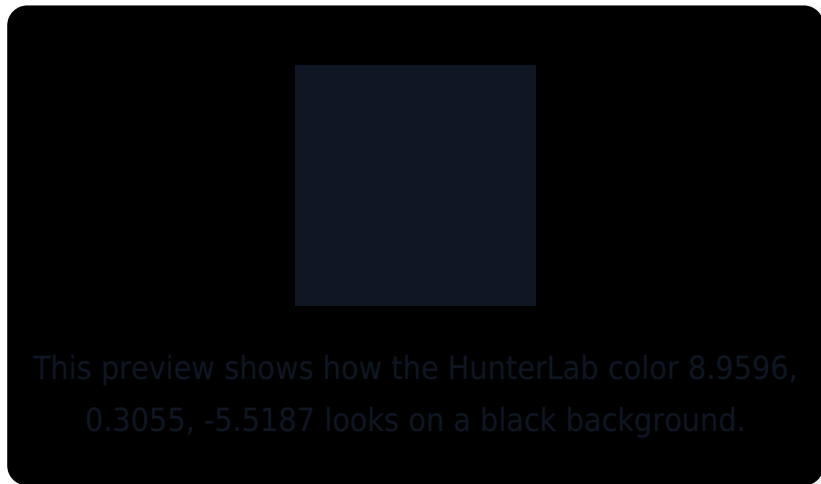 This preview shows how the HunterLab color 8.9596,
0.3055, -5.5187 looks on a black background.